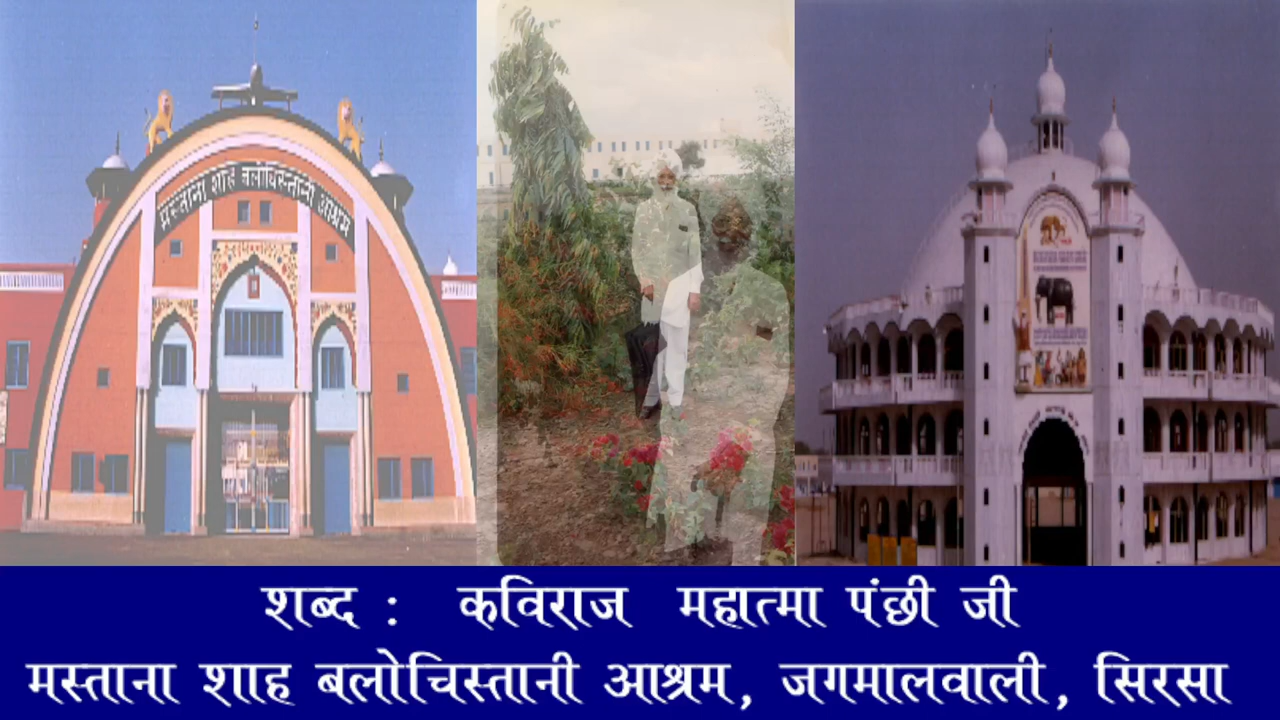 मस्ताना शाह बलोचिस्तानी आश्रम
शब्द : कविराज महात्मा पंछी जी
मस्ताना शाह बलोचिस्तानी आश्रम, जगमालवाली, सिरसा